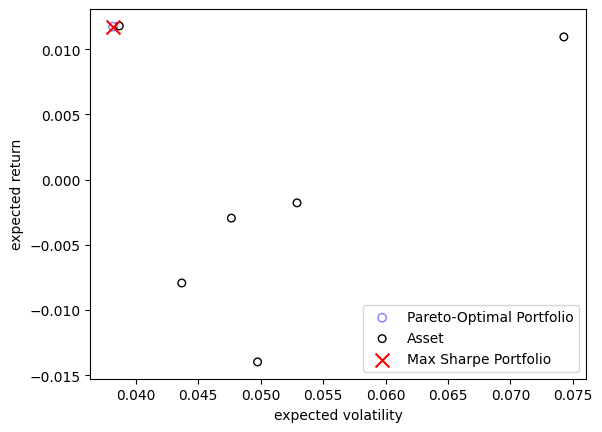 0.010
0.005
0.000
−0.005
−0.010
−0.015
expected return
Pareto-Optimal Portfolio
Asset
Max Sharpe Portfolio
0.040 0.045 0.050 0.055 0.060 0.065 0.070 0.075
expected volatility